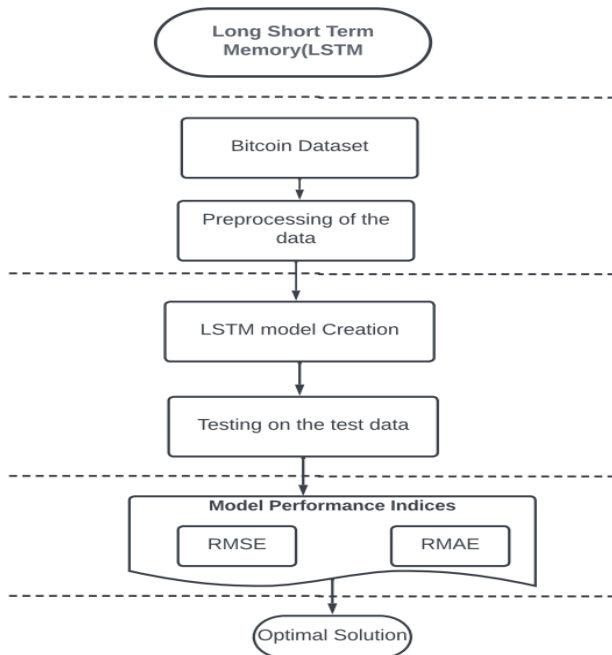 Long Short Term
Memory(LSTM
Bitcoin Dataset
Preprocessing of the
data
LSTM model Creation
Testing on the test data
Model Performance Indices
RMSE
RMAE
Optimal Solution